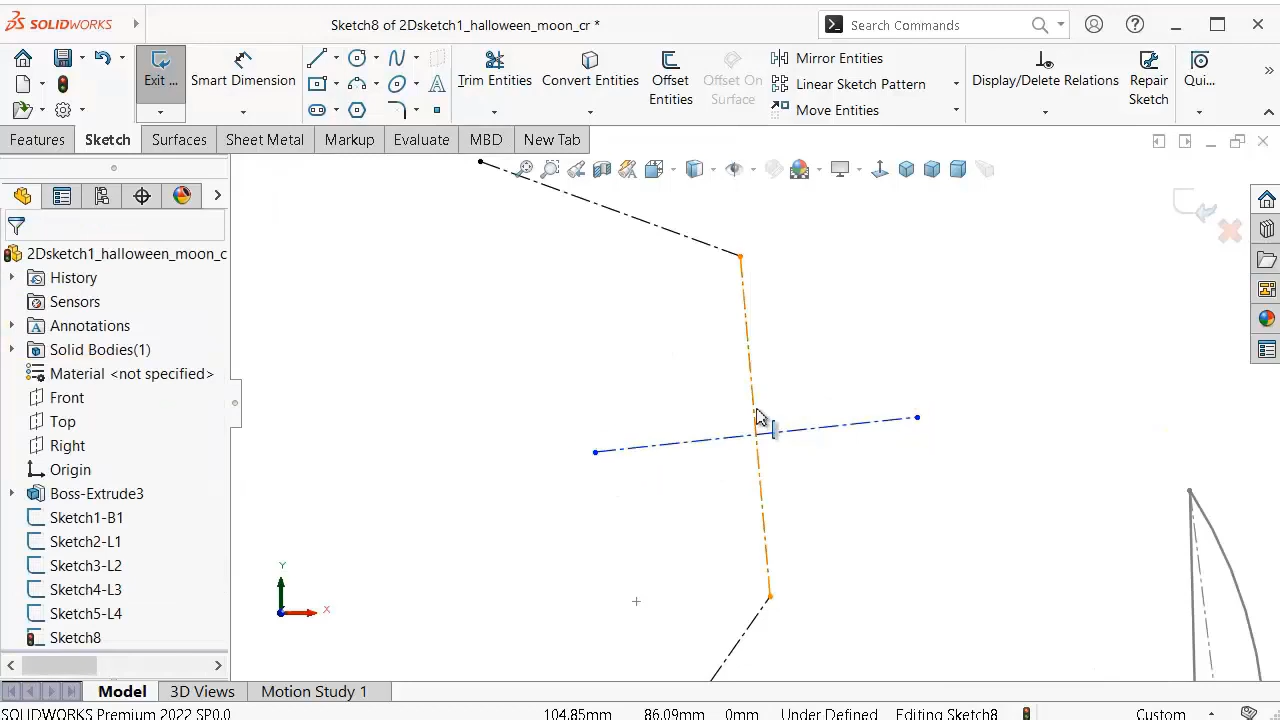 SOLIDWORKS
Sketch8 of 2Dsketch1_halloween_moon_cr *
Search Commands
Exit ...
Smart Dimension
Trim Entities
Convert Entities
Offset Entities
Offset On Surface
Mirror Entities
Linear Sketch Pattern
Move Entities
Display/Delete Relations
Repair Sketch
Qui...
Features
Sketch
Surfaces
Sheet Metal
Markup
Evaluate
MBD
New Tab
2Dsketch1_halloween_moon_c
History
Sensors
Annotations
Solid Bodies(1)
Material <not specified>
Front
Top
Right
Origin
Boss-Extrude3
Sketch1-B1
Sketch2-L1
Sketch3-L2
Sketch4-L3
Sketch5-L4
Sketch8
Y
X
Model
3D Views
Motion Study 1
SOLIDWORKS Premium 2022 SP0.0
104.85mm
86.09mm
0mm
Under Defined
Editing Sketch8
Custom